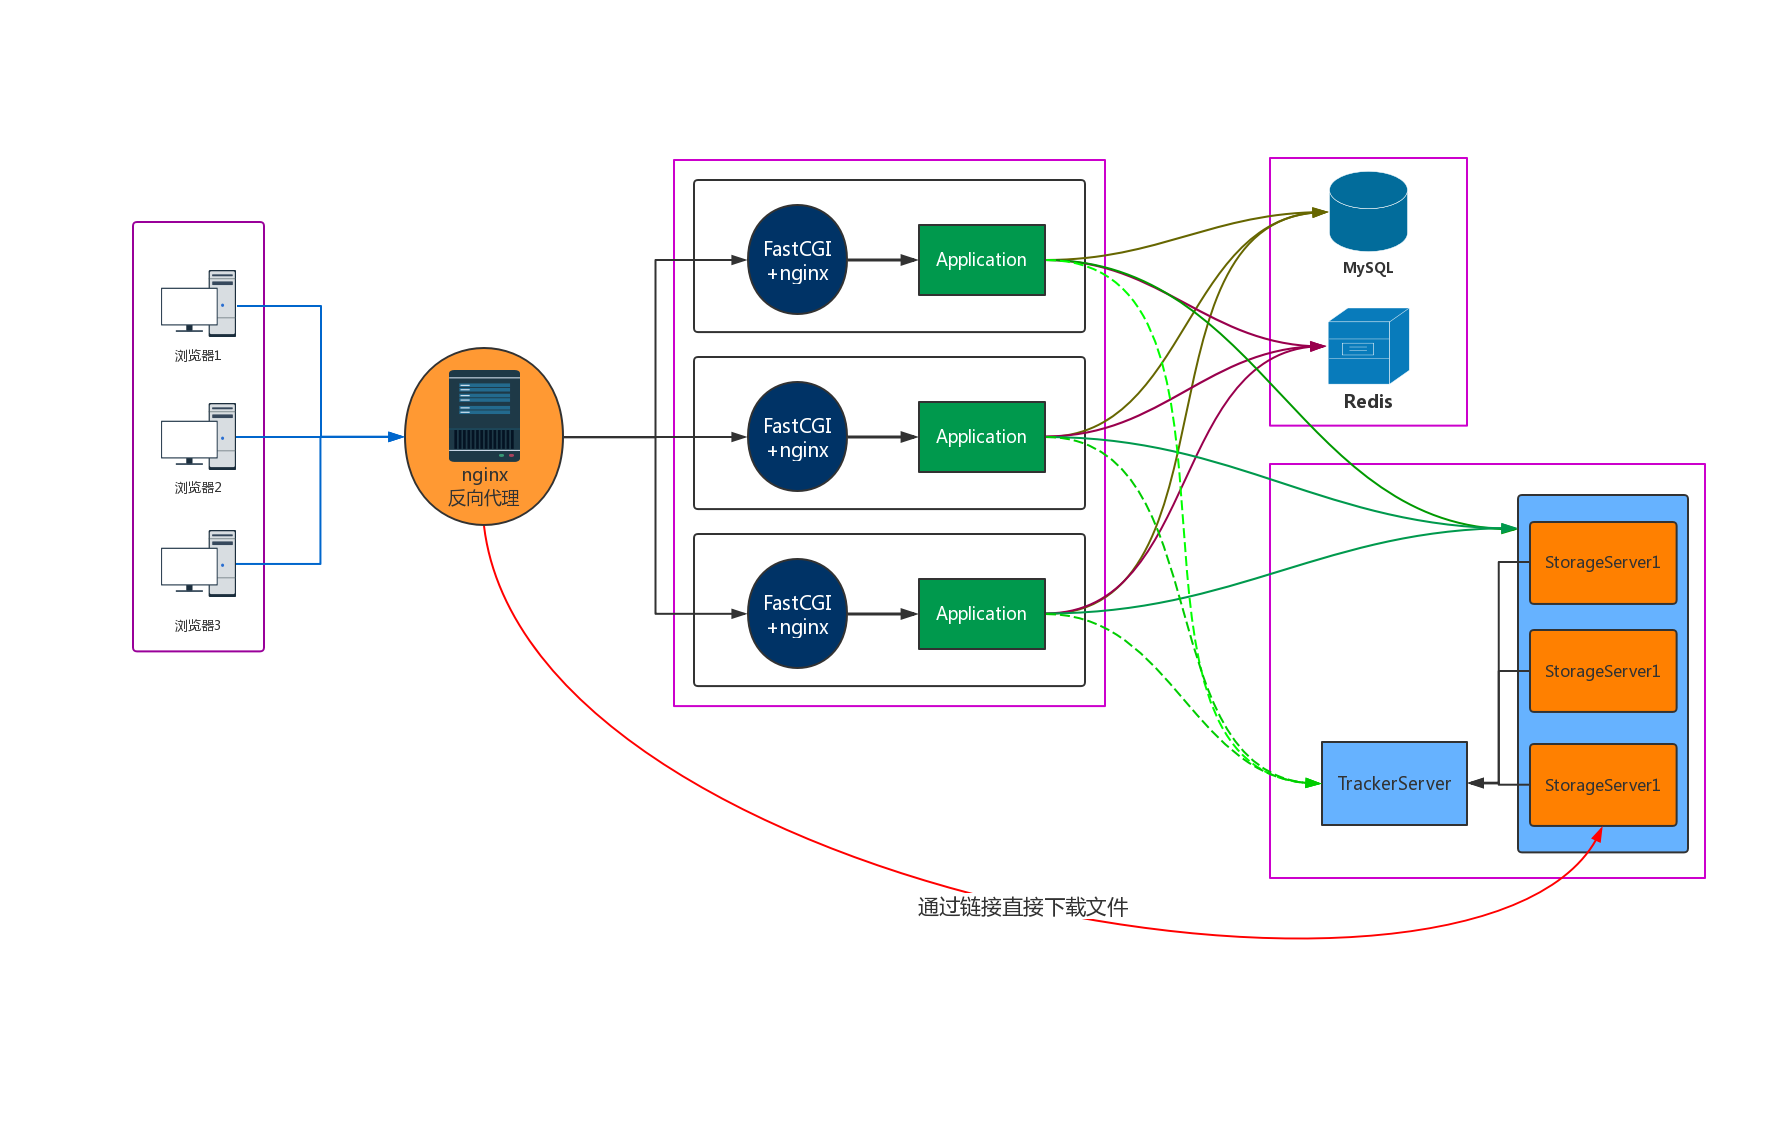 浏览器1
浏览器2
浏览器3
nginx
反向代理
FastCGI
+nginx
Application
FastCGI
+nginx
Application
FastCGI
+nginx
Application
MySQL
Redis
StorageServer1
StorageServer1
StorageServer1
TrackerServer
通过链接直接下载文件